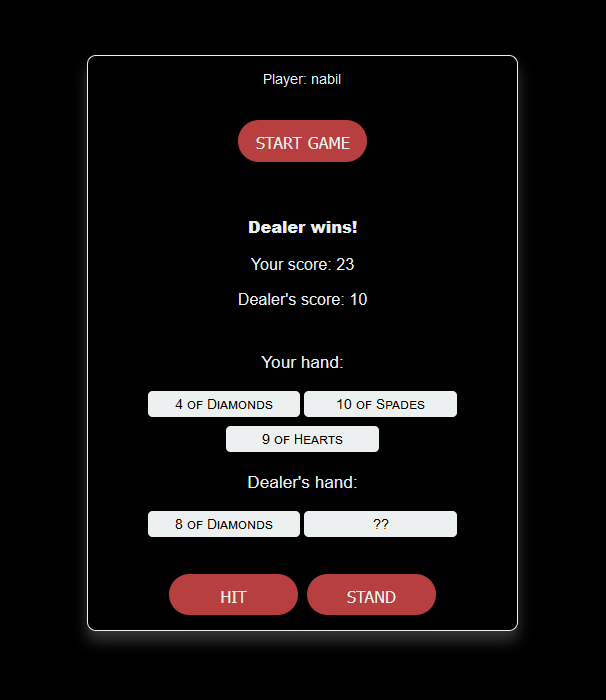 Player: nabil
START GAME
Dealer wins!
Your score: 23
Dealer's score: 10
Your hand:
4 of Diamonds 10 of Spades
9 of Hearts
Dealer's hand:
8 of Diamonds ??
HIT STAND